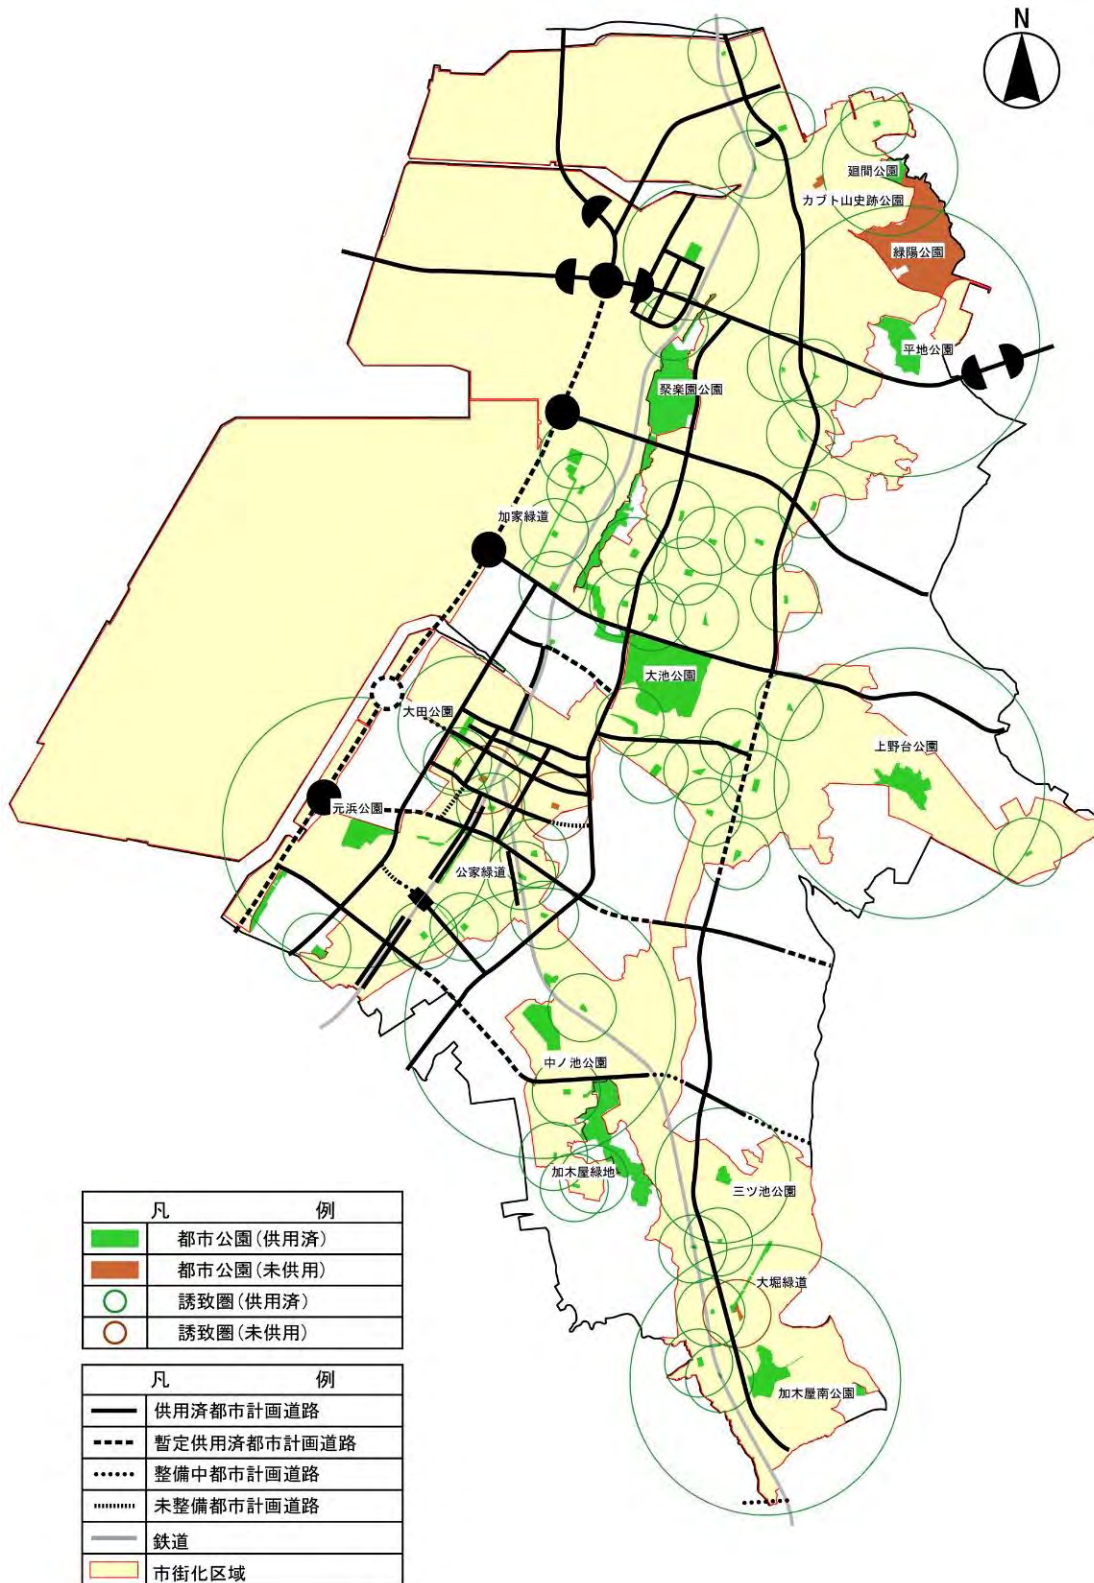 N
廻間公園
カブト山史跡公園
緑陽公園
平地公園
聚楽園公園
加家緑道
大池公園
大田公園
上野台公園
元浜公園
公家緑道
中ノ池公園
加木屋緑地
三ツ池公園
大堀緑道
加木屋南公園
凡 例
都市公園(供用済)
都市公園(未供用)
誘致圏(供用済)
誘致圏(未供用)
凡 例
供用済都市計画道路
暫定供用済都市計画道路
整備中都市計画道路
未整備都市計画道路
鉄道
市街化区域